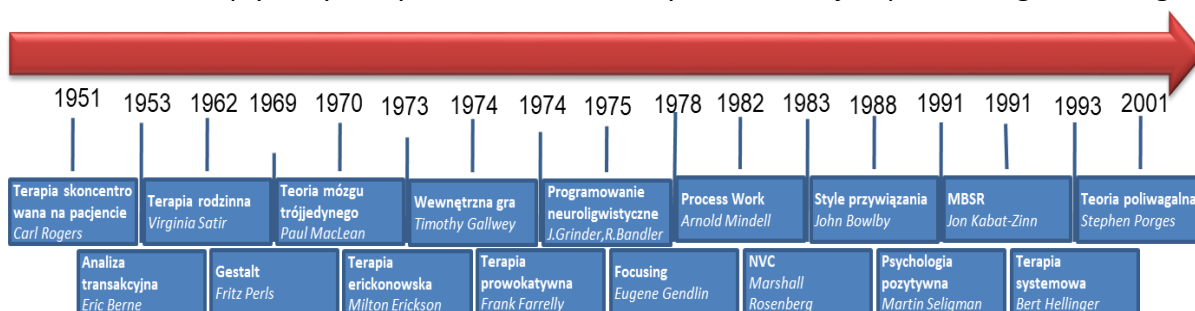 1951 1953 1962 1969 1970 1973 1974 1974 1975 1978 1982 1983 1988 1991 1991 1993 2001
Terapia skoncentro
wana na pacjencie
Carl Rogers
Terapia rodzinna
Virginia Satir
Teoria mózgu
trójjedynego
Paul MacLean
Wewnętrzna gra
Timothy Gallwey
Programowanie
neuroligwistyczne
J.Grinder,R.Bandler
Process Work
Arnold Mindell
Style przywiązania
John Bowlby
MBSR
Jon Kabat-Zinn
Teoria poliwagalna
Stephen Porges
Analiza
transakcyjna
Eric Berne
Gestalt
Fritz Perls
Terapia
erickonowska
Milton Erickson
Terapia
prowokatywna
Frank Farrelly
Focusing
Eugene Gendlin
NVC
Marshall
Rosenberg
Psychologia
pozytywna
Martin Seligman
Terapia
systemowa
Bert Hellinger